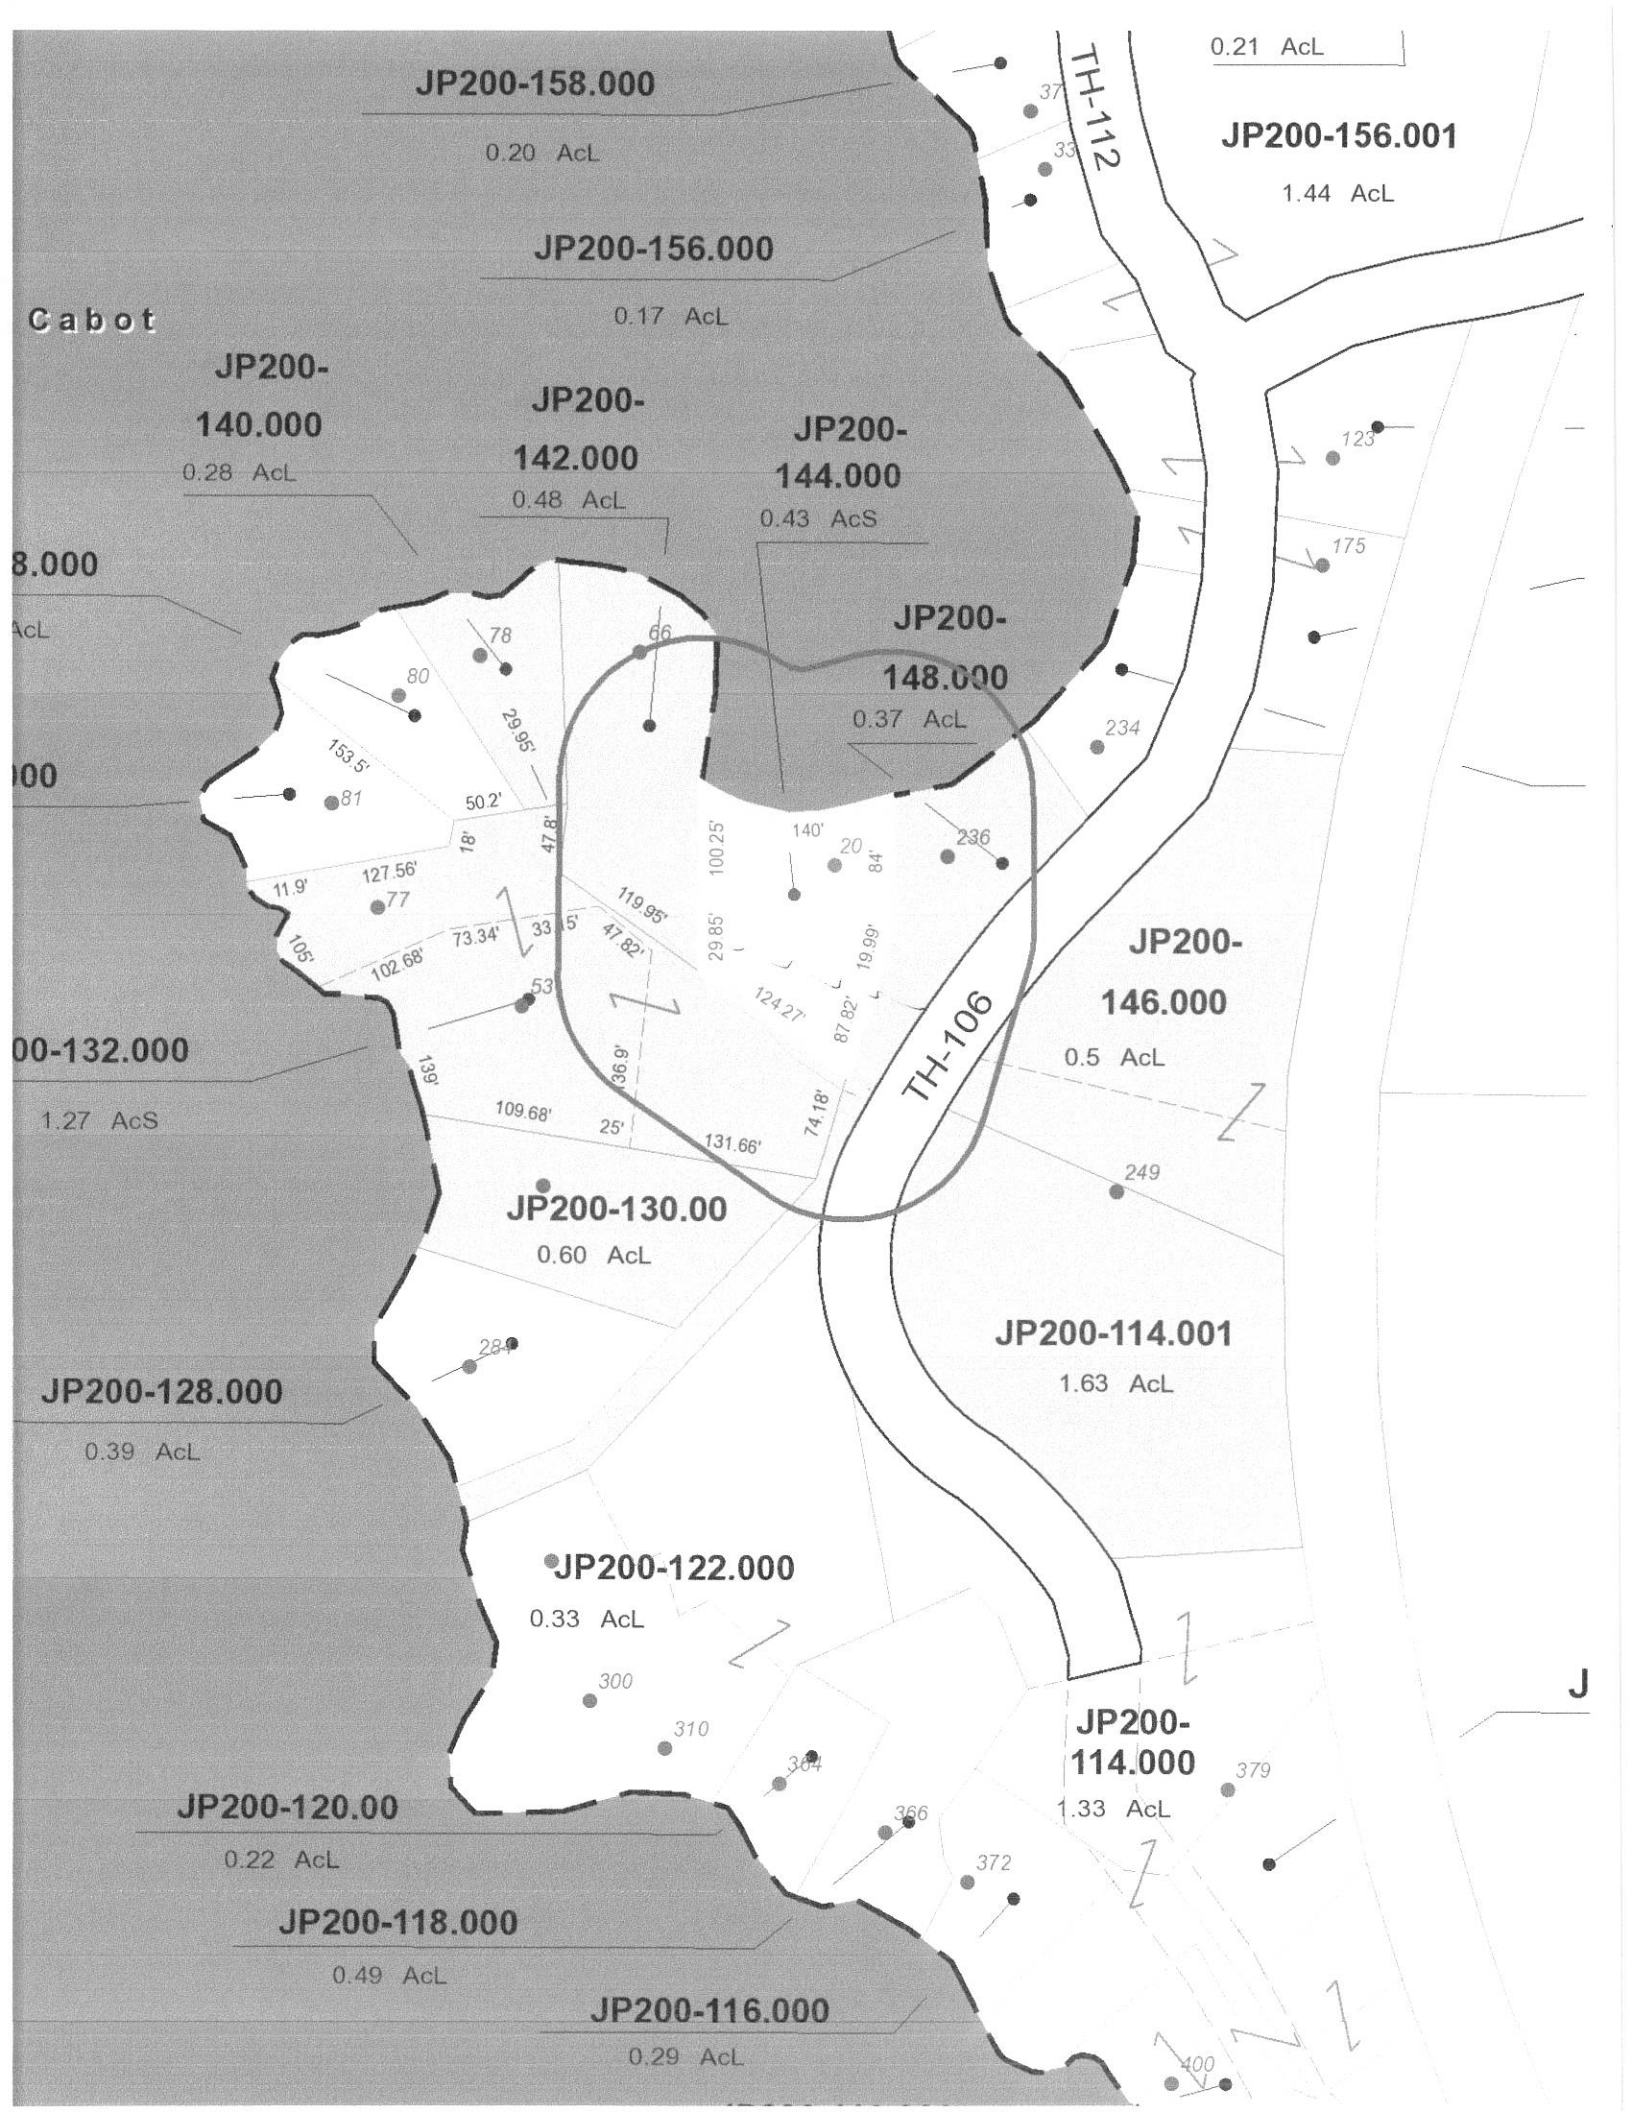 0.21 AcL
JP200-158.000
0.20 AcL
TH-112
37
33
JP200-156.001
1.44 AcL
JP200-156.000
0.17 AcL
Cabot
JP200-
140.000
0.28 AcL
JP200-
142.000
0.48 AcL
JP200-
144.000
0.43 AcS
123
175
8.000
AcL
JP200-
148.000
0.37 AcL
78
66
80
234
29.95'
153.5'
81
50.2'
18'
47.8'
00
100.25'
140'
20
84'
236
127.56'
11.9'
77
119.95'
73.34'
33.15'
47.82'
29.85'
19.99'
105'
102.68'
JP200-
146.000
0.5 AcL
53
124.27'
87.82'
TH-106
00-132.000
1.27 AcS
139'
36.9'
109.68'
25'
131.66'
74.18'
249
JP200-130.00
0.60 AcL
284
JP200-114.001
1.63 AcL
JP200-128.000
0.39 AcL
JP200-122.000
0.33 AcL
300
310
364
J
JP200-
114.000
1.33 AcL
379
JP200-120.00
0.22 AcL
366
372
JP200-118.000
0.49 AcL
JP200-116.000
0.29 AcL
400